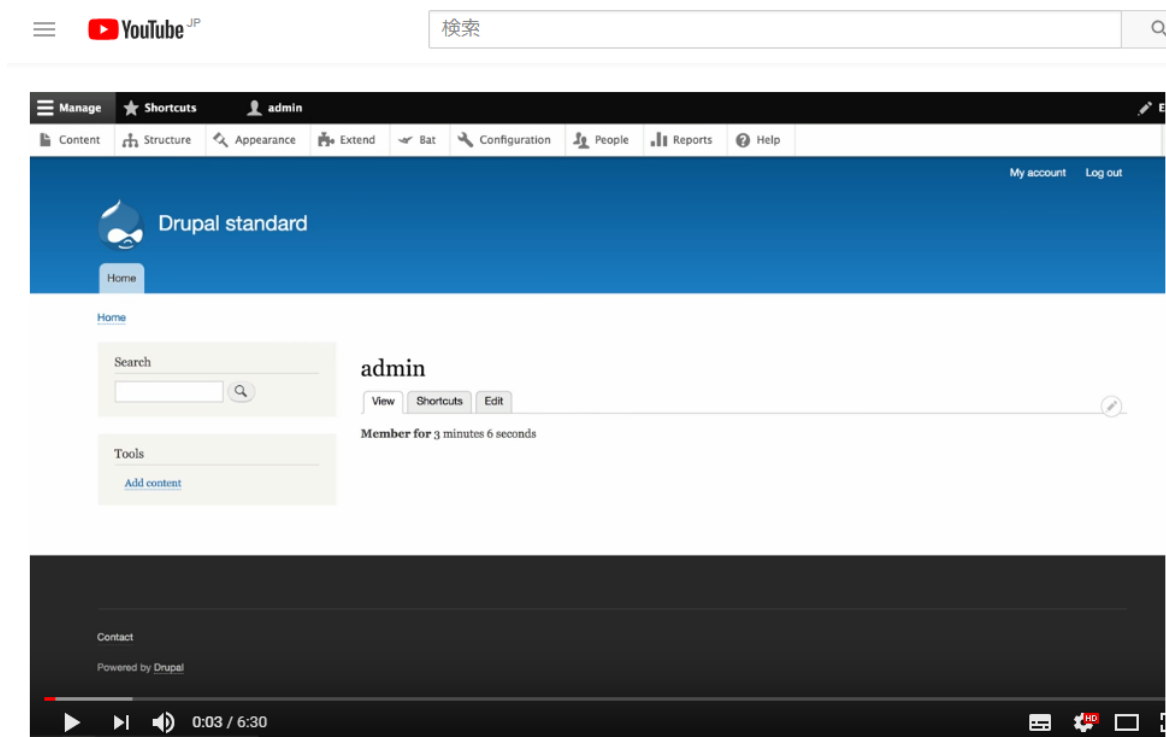 YouTube JP
検索
Manage Shortcuts admin
Content Structure Appearance Extend Bat Configuration People Reports Help
My account Log out
Drupal standard
Home
Home
Search
Tools
Add content
admin
View Shortcuts Edit
Member for 3 minutes 6 seconds
Contact
Powered by Drupal
0:03 / 6:30
HD